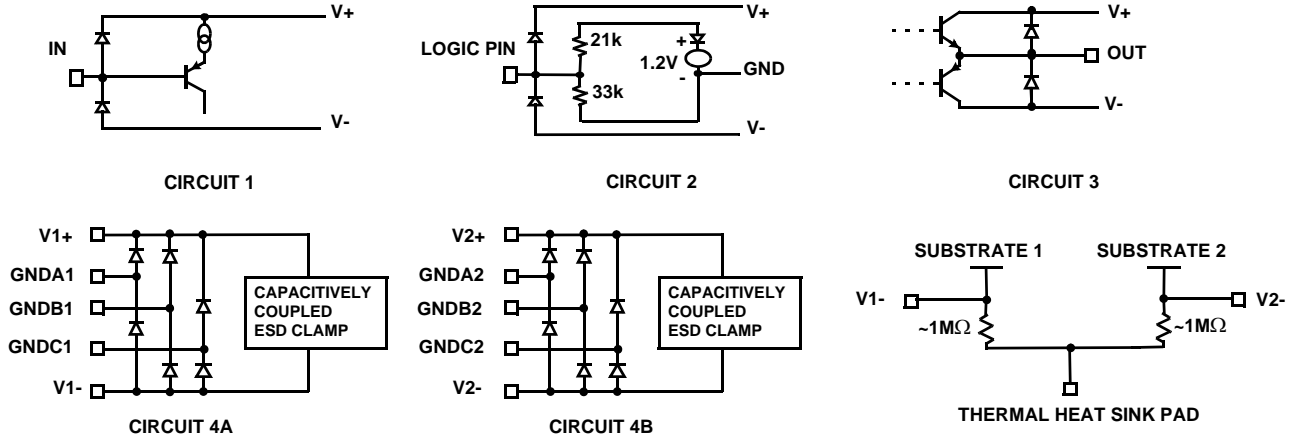 V+
IN
V-
CIRCUIT 1
V+
LOGIC PIN
21k
+
1.2V
-
GND
33k
V-
CIRCUIT 2
V+
OUT
V-
CIRCUIT 3
V1+
GNDA1
GNDB1
GNDC1
V1-
CAPACITIVELY
COUPLED
ESD CLAMP
CIRCUIT 4A
V2+
GNDA2
GNDB2
GNDC2
V2-
CAPACITIVELY
COUPLED
ESD CLAMP
CIRCUIT 4B
SUBSTRATE 1
SUBSTRATE 2
V1-
V2-
~1MΩ
~1MΩ
THERMAL HEAT SINK PAD